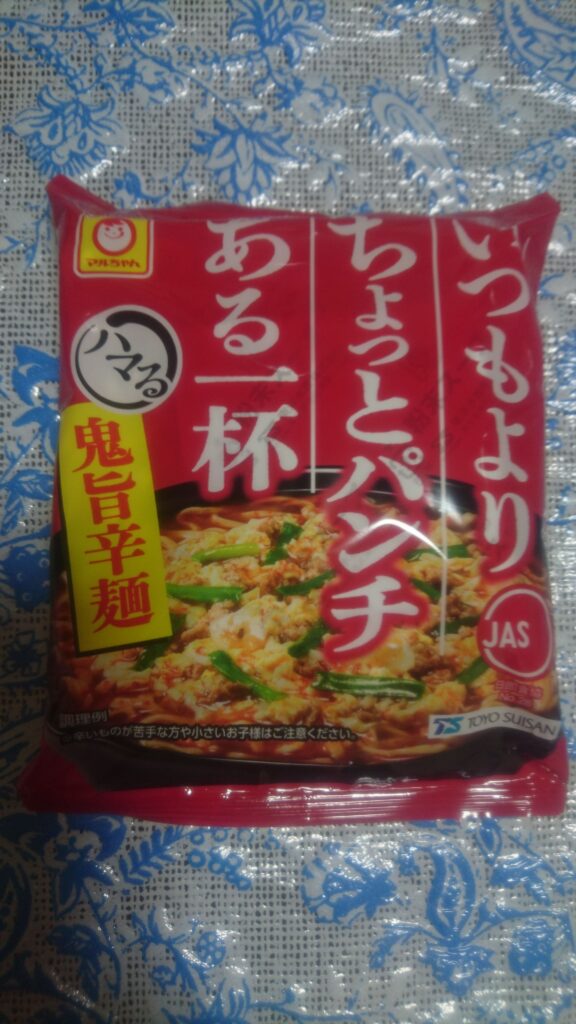 いつもより
ちょっとパンチ
ある一杯
マルちゃん
ハマる
鬼旨辛麺
JAS
調理例
辛いものが苦手な方や小さいお子様はご注意ください。
TS TOYO SUISAN